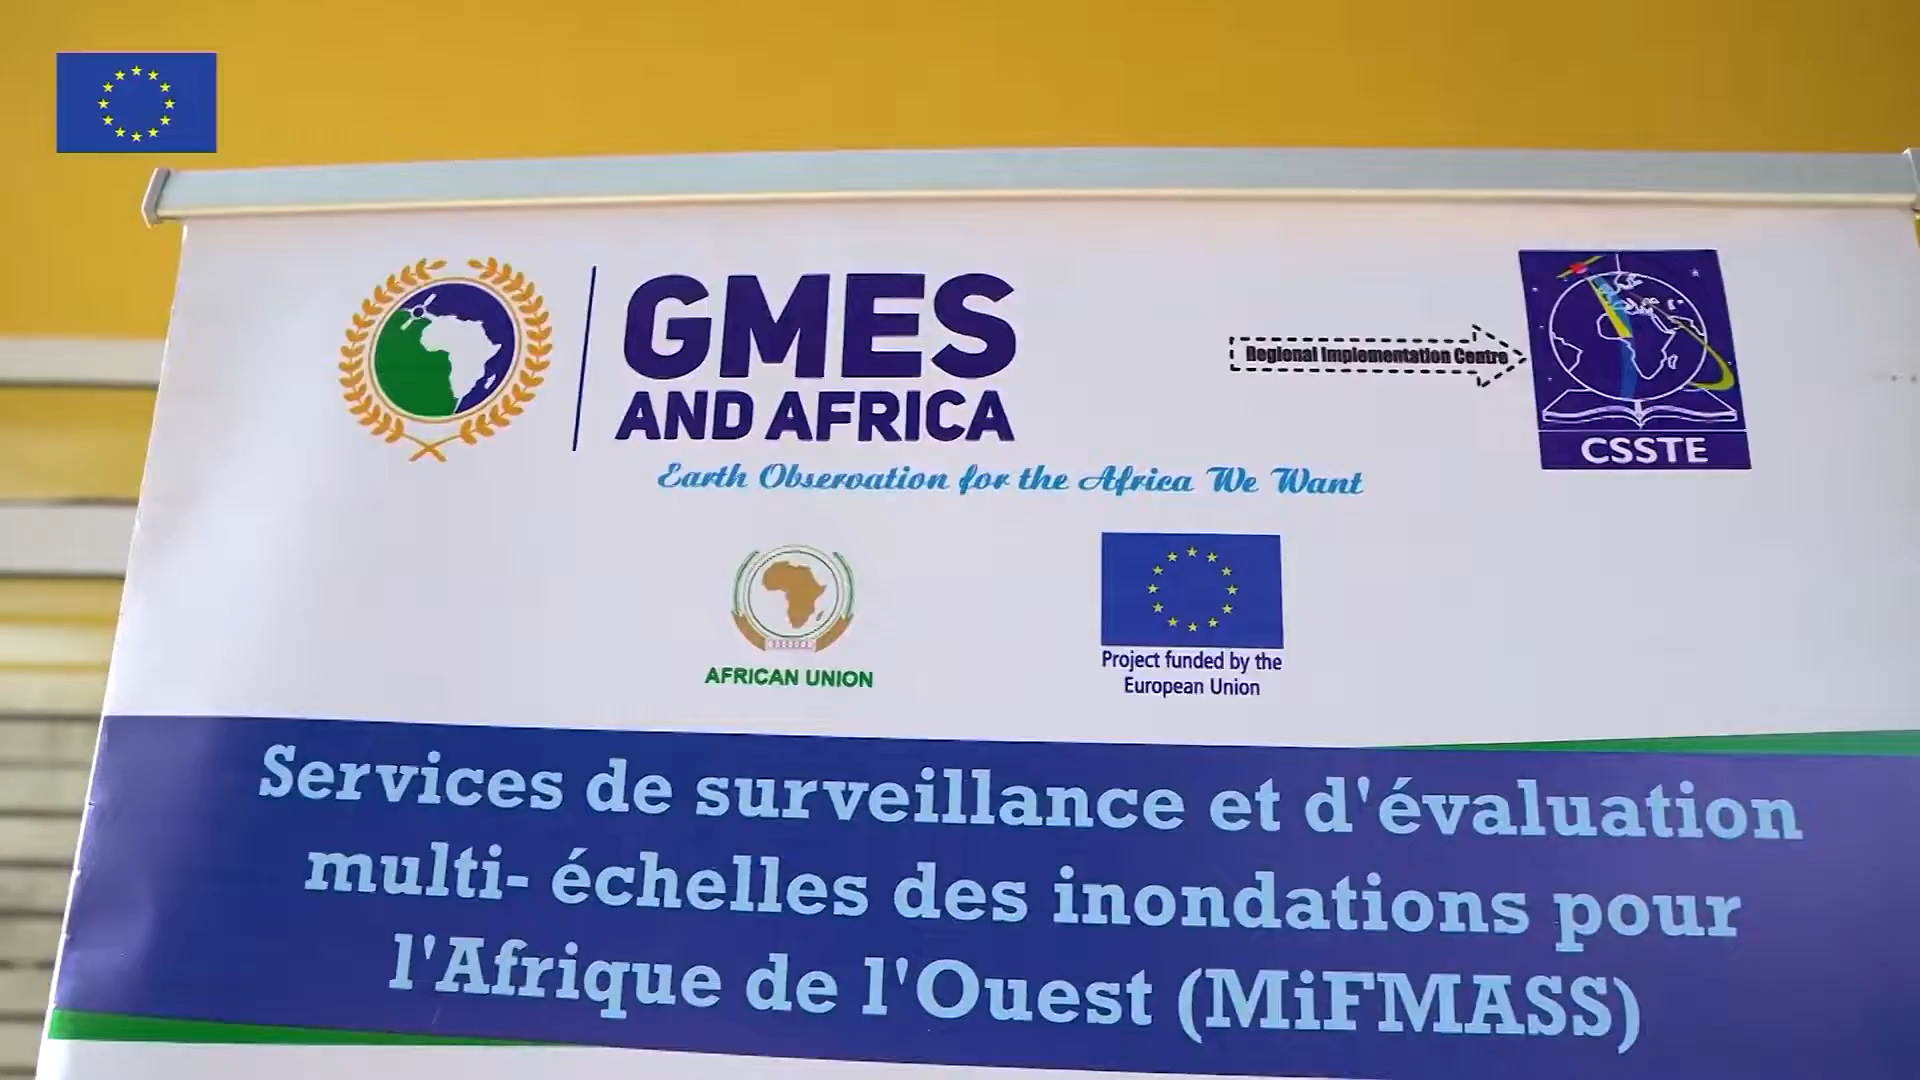 GMES
AND AFRICA
Earth Observation for the Africa We Want
Regional Implementation Centre
CSSTE
AFRICAN UNION
Project funded by the
European Union
Services de surveillance et d'évaluation
multi- échelles des inondations pour
l'Afrique de l'Ouest (MiFMASS)